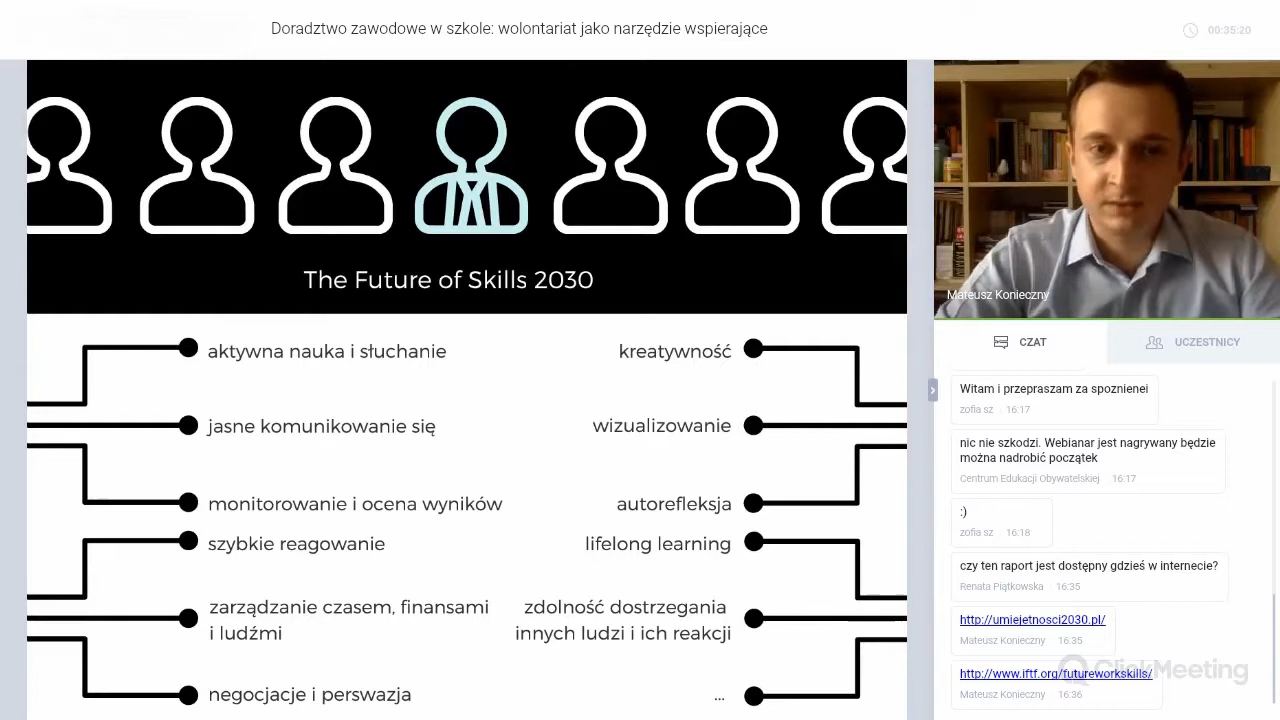 Doradztwo zawodowe w szkole: wolontariat jako narzędzie wspierające
00:35:20
The Future of Skills 2030
aktywna nauka i słuchanie
jasne komunikowanie się
monitorowanie i ocena wyników
szybkie reagowanie
zarządzanie czasem, finansami
i ludźmi
negocjacje i perswazja
kreatywność
wizualizowanie
autorefleksja
lifelong learning
zdolność dostrzegania
innych ludzi i ich reakcji
...
Mateusz Konieczny
CZAT
UCZESTNICY
Witam i przepraszam za spoznienei
zofia sz 16:17
nic nie szkodzi. Webianar jest nagrywany będzie
można nadrobić początek
Centrum Edukacji Obywatelskiej 16:17
:)
zofia sz 16:18
czy ten raport jest dostępny gdzieś w internecie?
Renata Piątkowska 16:35
http://umiejetnosci2030.pl/
Mateusz Konieczny 16:35
http://www.iftf.org/futureworkskills/
Mateusz Konieczny 16:36
ClickMeeting